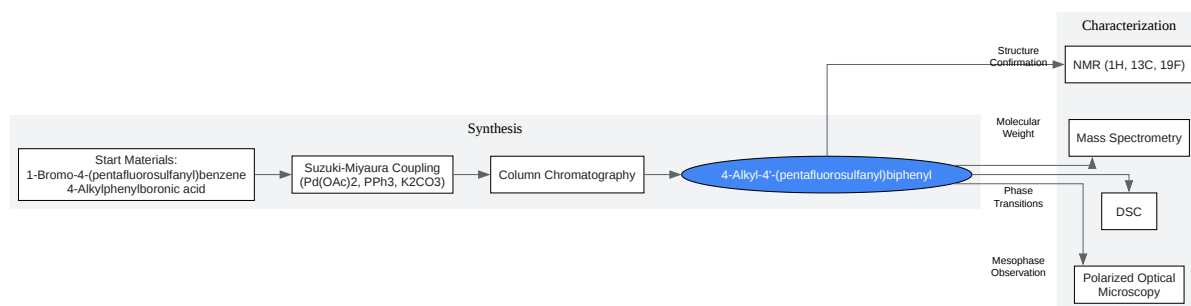 Characterization
Structure
Confirmation
NMR (1H, 13C, 19F)
Synthesis
Molecular
Weight
Mass Spectrometry
Start Materials:
1-Bromo-4-(pentafluorosulfanyl)benzene
4-Alkylphenylboronic acid
Suzuki-Miyaura Coupling
(Pd(OAc)2, PPh3, K2CO3)
Column Chromatography
4-Alkyl-4'-(pentafluorosulfanyl)biphenyl
Phase
Transitions
DSC
Mesophase
Observation
Polarized Optical
Microscopy